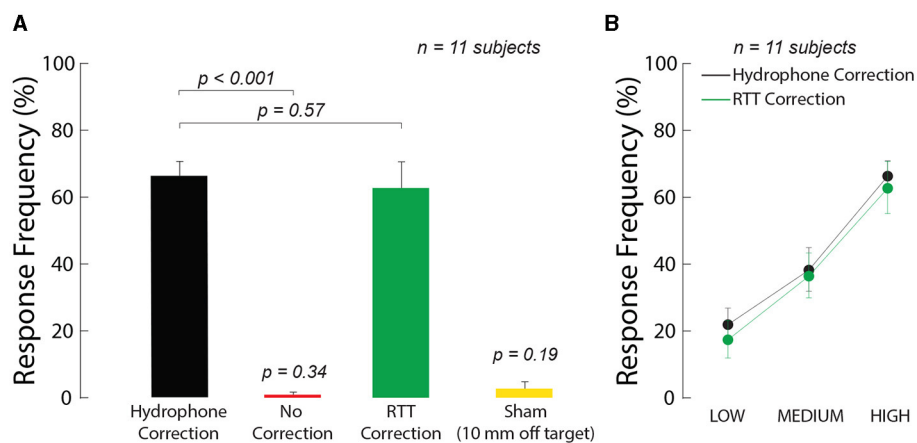 A
n = 11 subjects
Response Frequency (%)
100
80
60
40
20
0
p < 0.001
p = 0.57
p = 0.34
p = 0.19
Hydrophone
Correction
No
Correction
RTT
Correction
Sham
(10 mm off target)
B
n = 11 subjects
Hydrophone Correction
RTT Correction
Response Frequency (%)
100
80
60
40
20
0
LOW
MEDIUM
HIGH